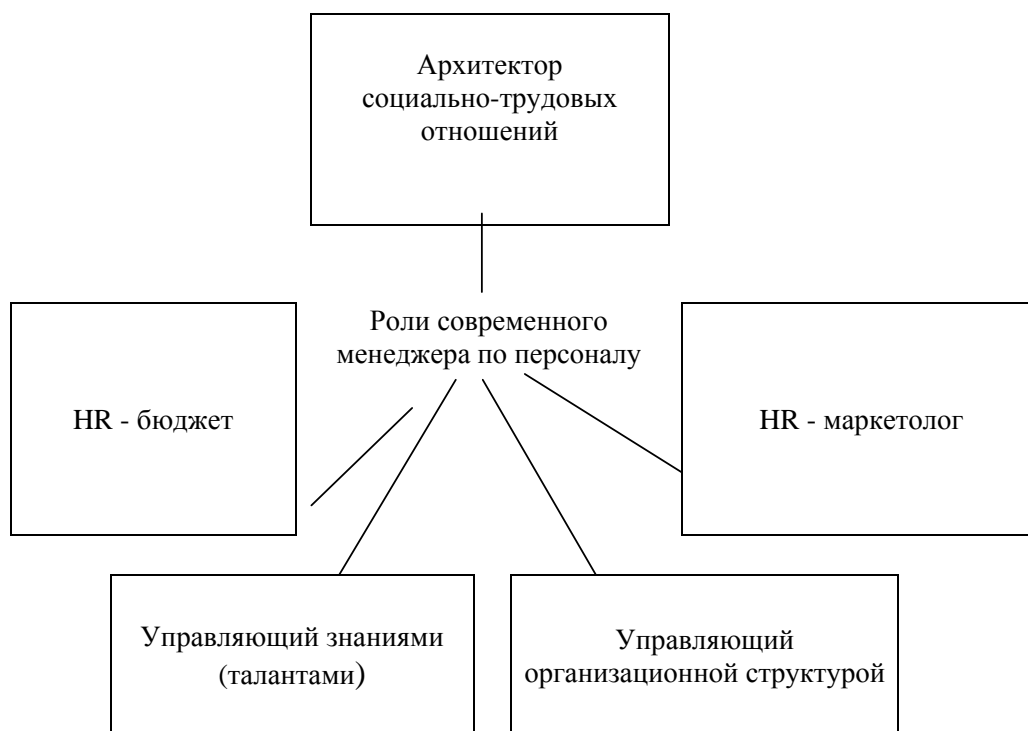 Архитектор
социально-трудовых
отношений
Роли современного
менеджера по персоналу
HR - бюджет
HR - маркетолог
Управляющий знаниями
(талантами)
Управляющий
организационной структурой